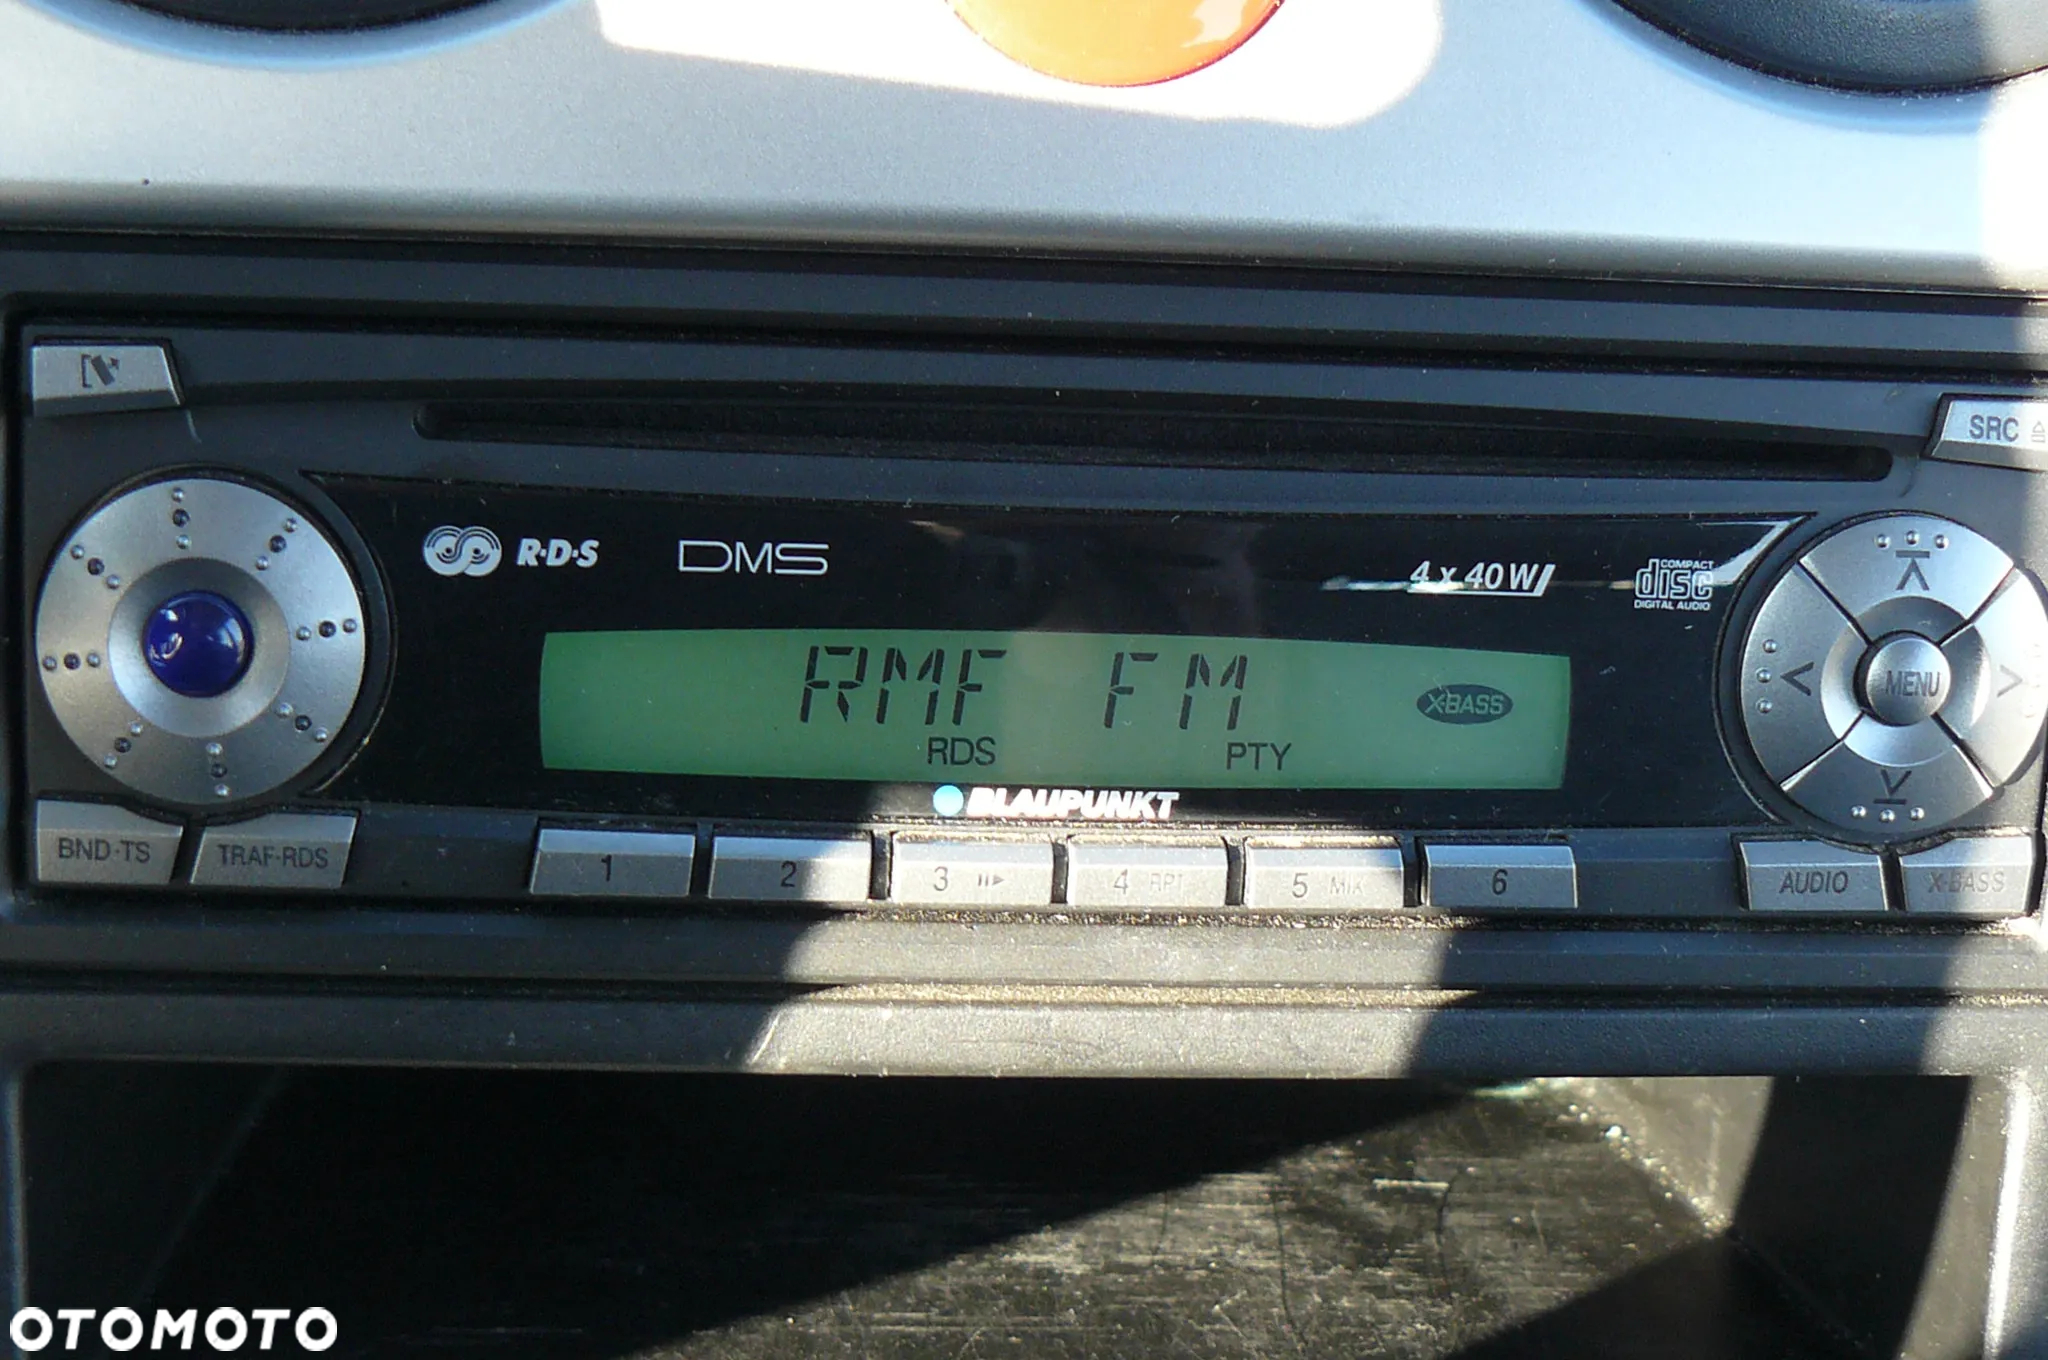 SRC
R·D·S
DMS
4 x 40W
COMPACT
disc
DIGITAL AUDIO
RMF FM
X-BASS
RDS
PTY
MENU
BLAUPUNKT
BND·TS
TRAF·RDS
1
2
3
4 RPT
5 MIX
6
AUDIO
X-BASS
OTOMOTO